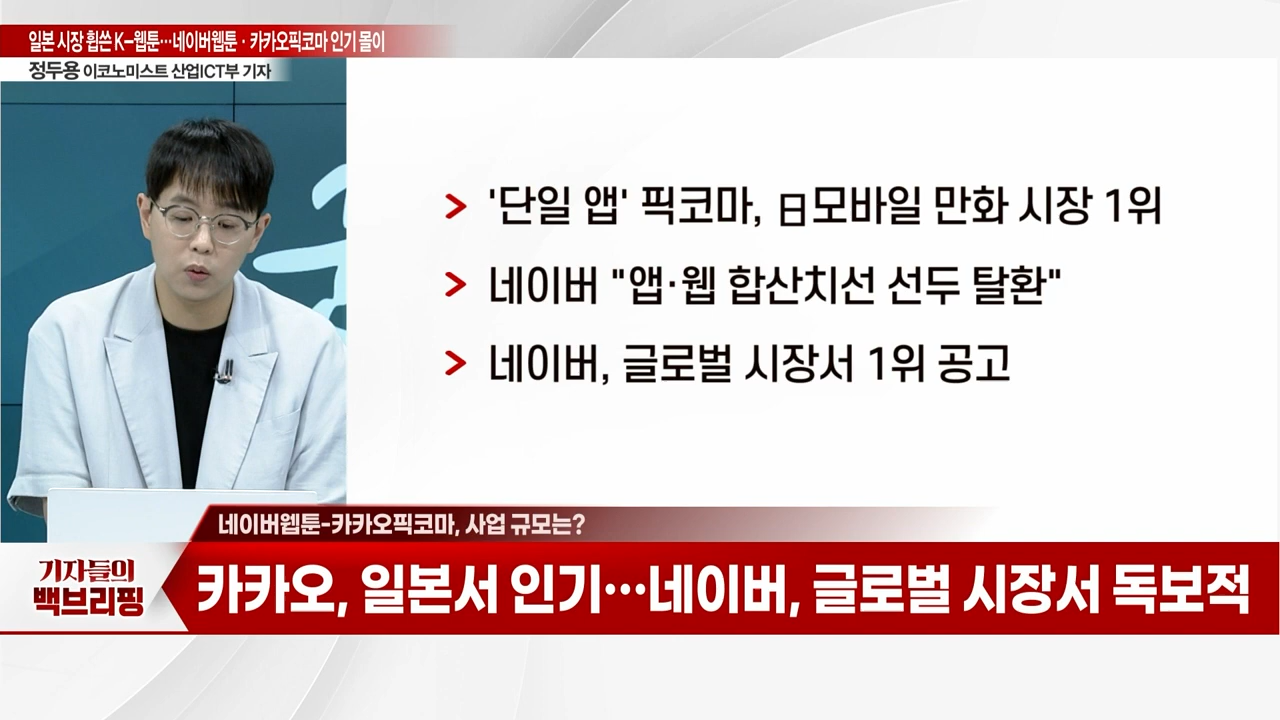 일본 시장 휩쓴 K-웹툰…네이버웹툰·카카오픽코마 인기 몰이
정두용 이코노미스트 산업ICT부 기자
> '단일 앱' 픽코마, 日모바일 만화 시장 1위
> 네이버 "앱·웹 합산치선 선두 탈환"
> 네이버, 글로벌 시장서 1위 공고
네이버웹툰-카카오픽코마, 사업 규모는?
기자들의
백브리핑
카카오, 일본서 인기…네이버, 글로벌 시장서 독보적